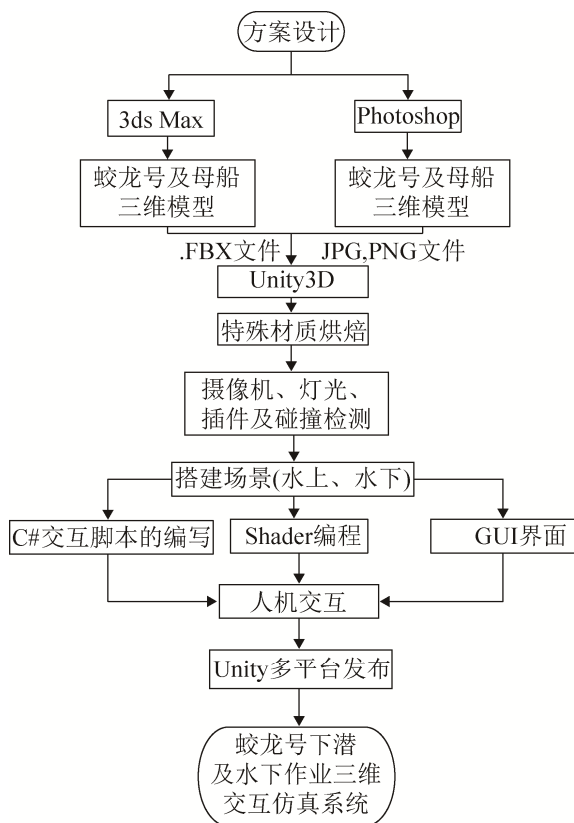 方案设计
3ds Max
Photoshop
蛟龙号及母船
三维模型
蛟龙号及母船
三维模型
.FBX文件
JPG,PNG文件
Unity3D
特殊材质烘焙
摄像机、灯光、
插件及碰撞检测
搭建场景(水上、水下)
C#交互脚本的编写
Shader编程
GUI界面
人机交互
Unity多平台发布
蛟龙号下潜
及水下作业三维
交互仿真系统